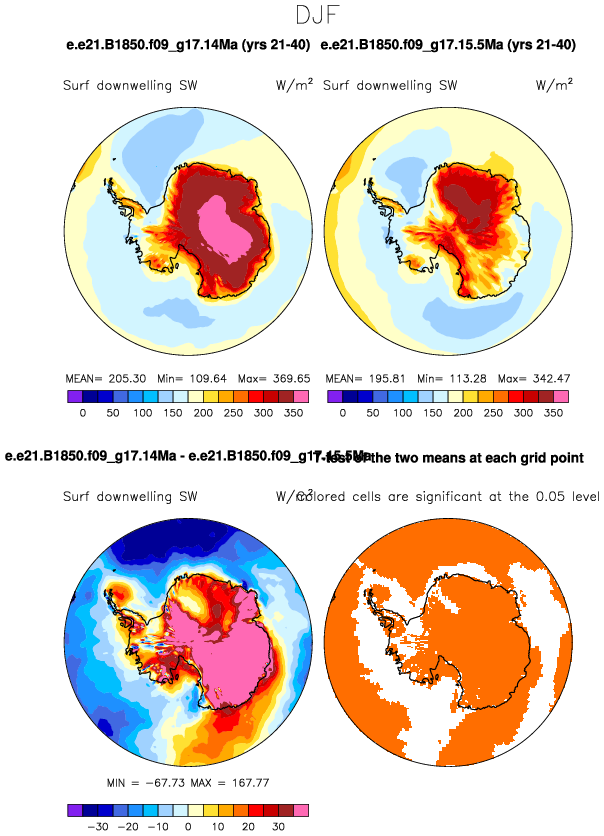 DJF
e.e21.B1850.f09_g17.14Ma (yrs 21-40) e.e21.B1850.f09_g17.15.5Ma (yrs 21-40)
Surf downwelling SW W/m² Surf downwelling SW W/m²
MEAN= 205.30 Min= 109.64 Max= 369.65 MEAN= 195.81 Min= 113.28 Max= 342.47
0 50 100 150 200 250 300 350 0 50 100 150 200 250 300 350
e.e21.B1850.f09_g17.14Ma - e.e21.B1850.f09_g17.15.5Ma T-test of the two means at each grid point
Surf downwelling SW W/m² Colored cells are significant at the 0.05 level
MIN = −67.73 MAX = 167.77
−30 −20 −10 0 10 20 30